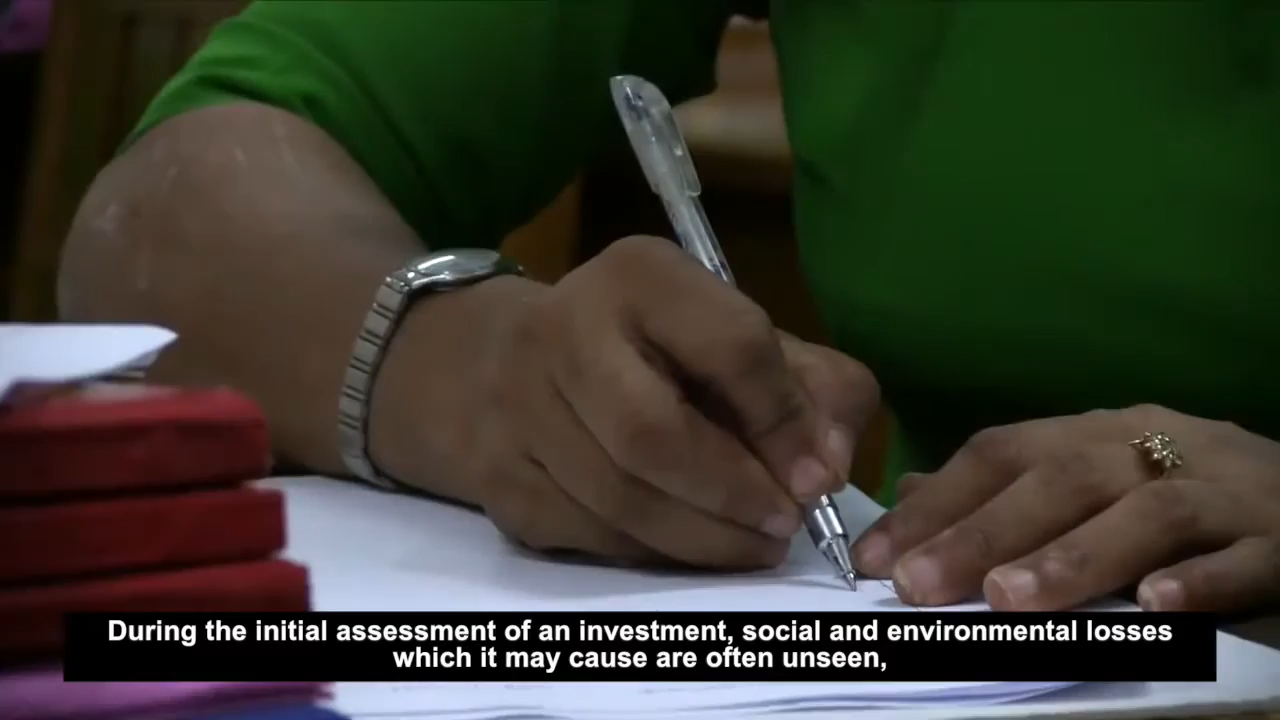 During the initial assessment of an investment, social and environmental losses
which it may cause are often unseen,